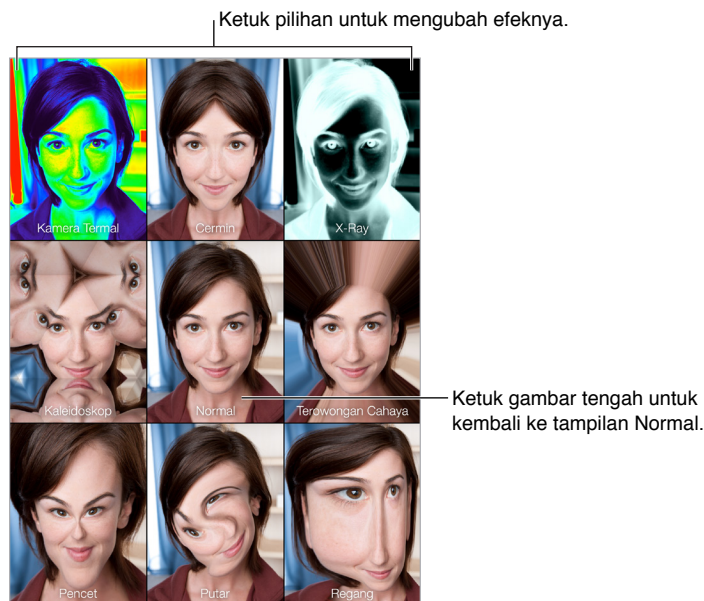 Ketuk pilihan untuk mengubah efeknya.
Kamera Termal
Cermin
X-Ray
Kaleidoskop
Normal
Terowongan Cahaya
Ketuk gambar tengah untuk
kembali ke tampilan Normal.
Pencet
Putar
Regang